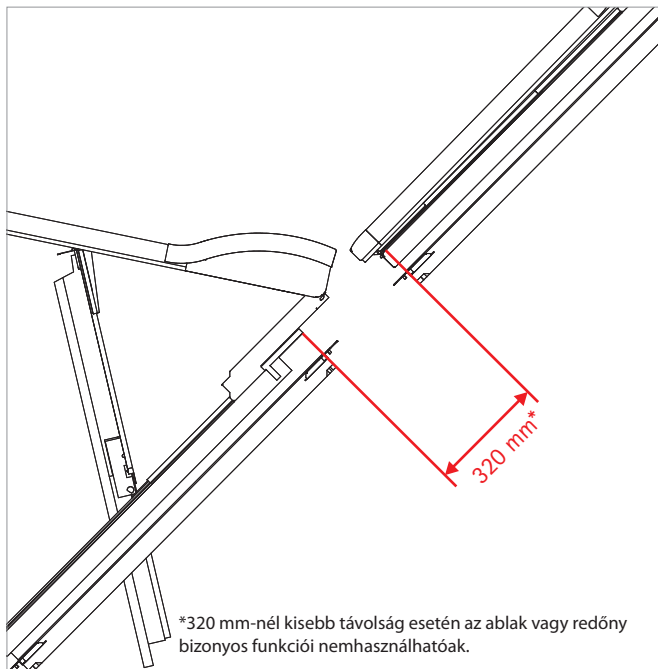 320 mm*
*320 mm-nél kisebb távolság esetén az ablak vagy redőny
bizonyos funkciói nemhasználhatóak.